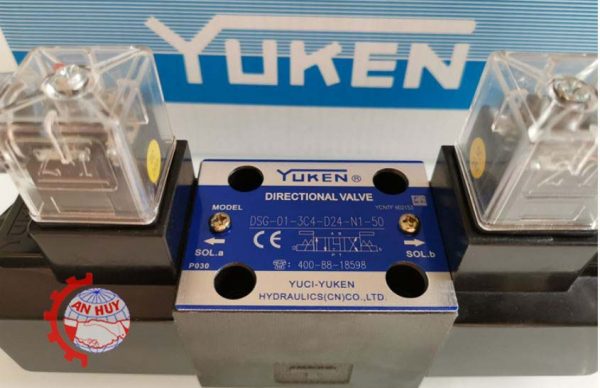 YUKEN
YUKEN ®
DIRECTIONAL VALVE
MODEL
DSG-01-3C4-D24-N1-50
CE
SOL.a
SOL.b
P030
: 400-88-18598
YUCI-YUKEN
HYDRAULICS(CN)CO.,LTD.
AN HUY